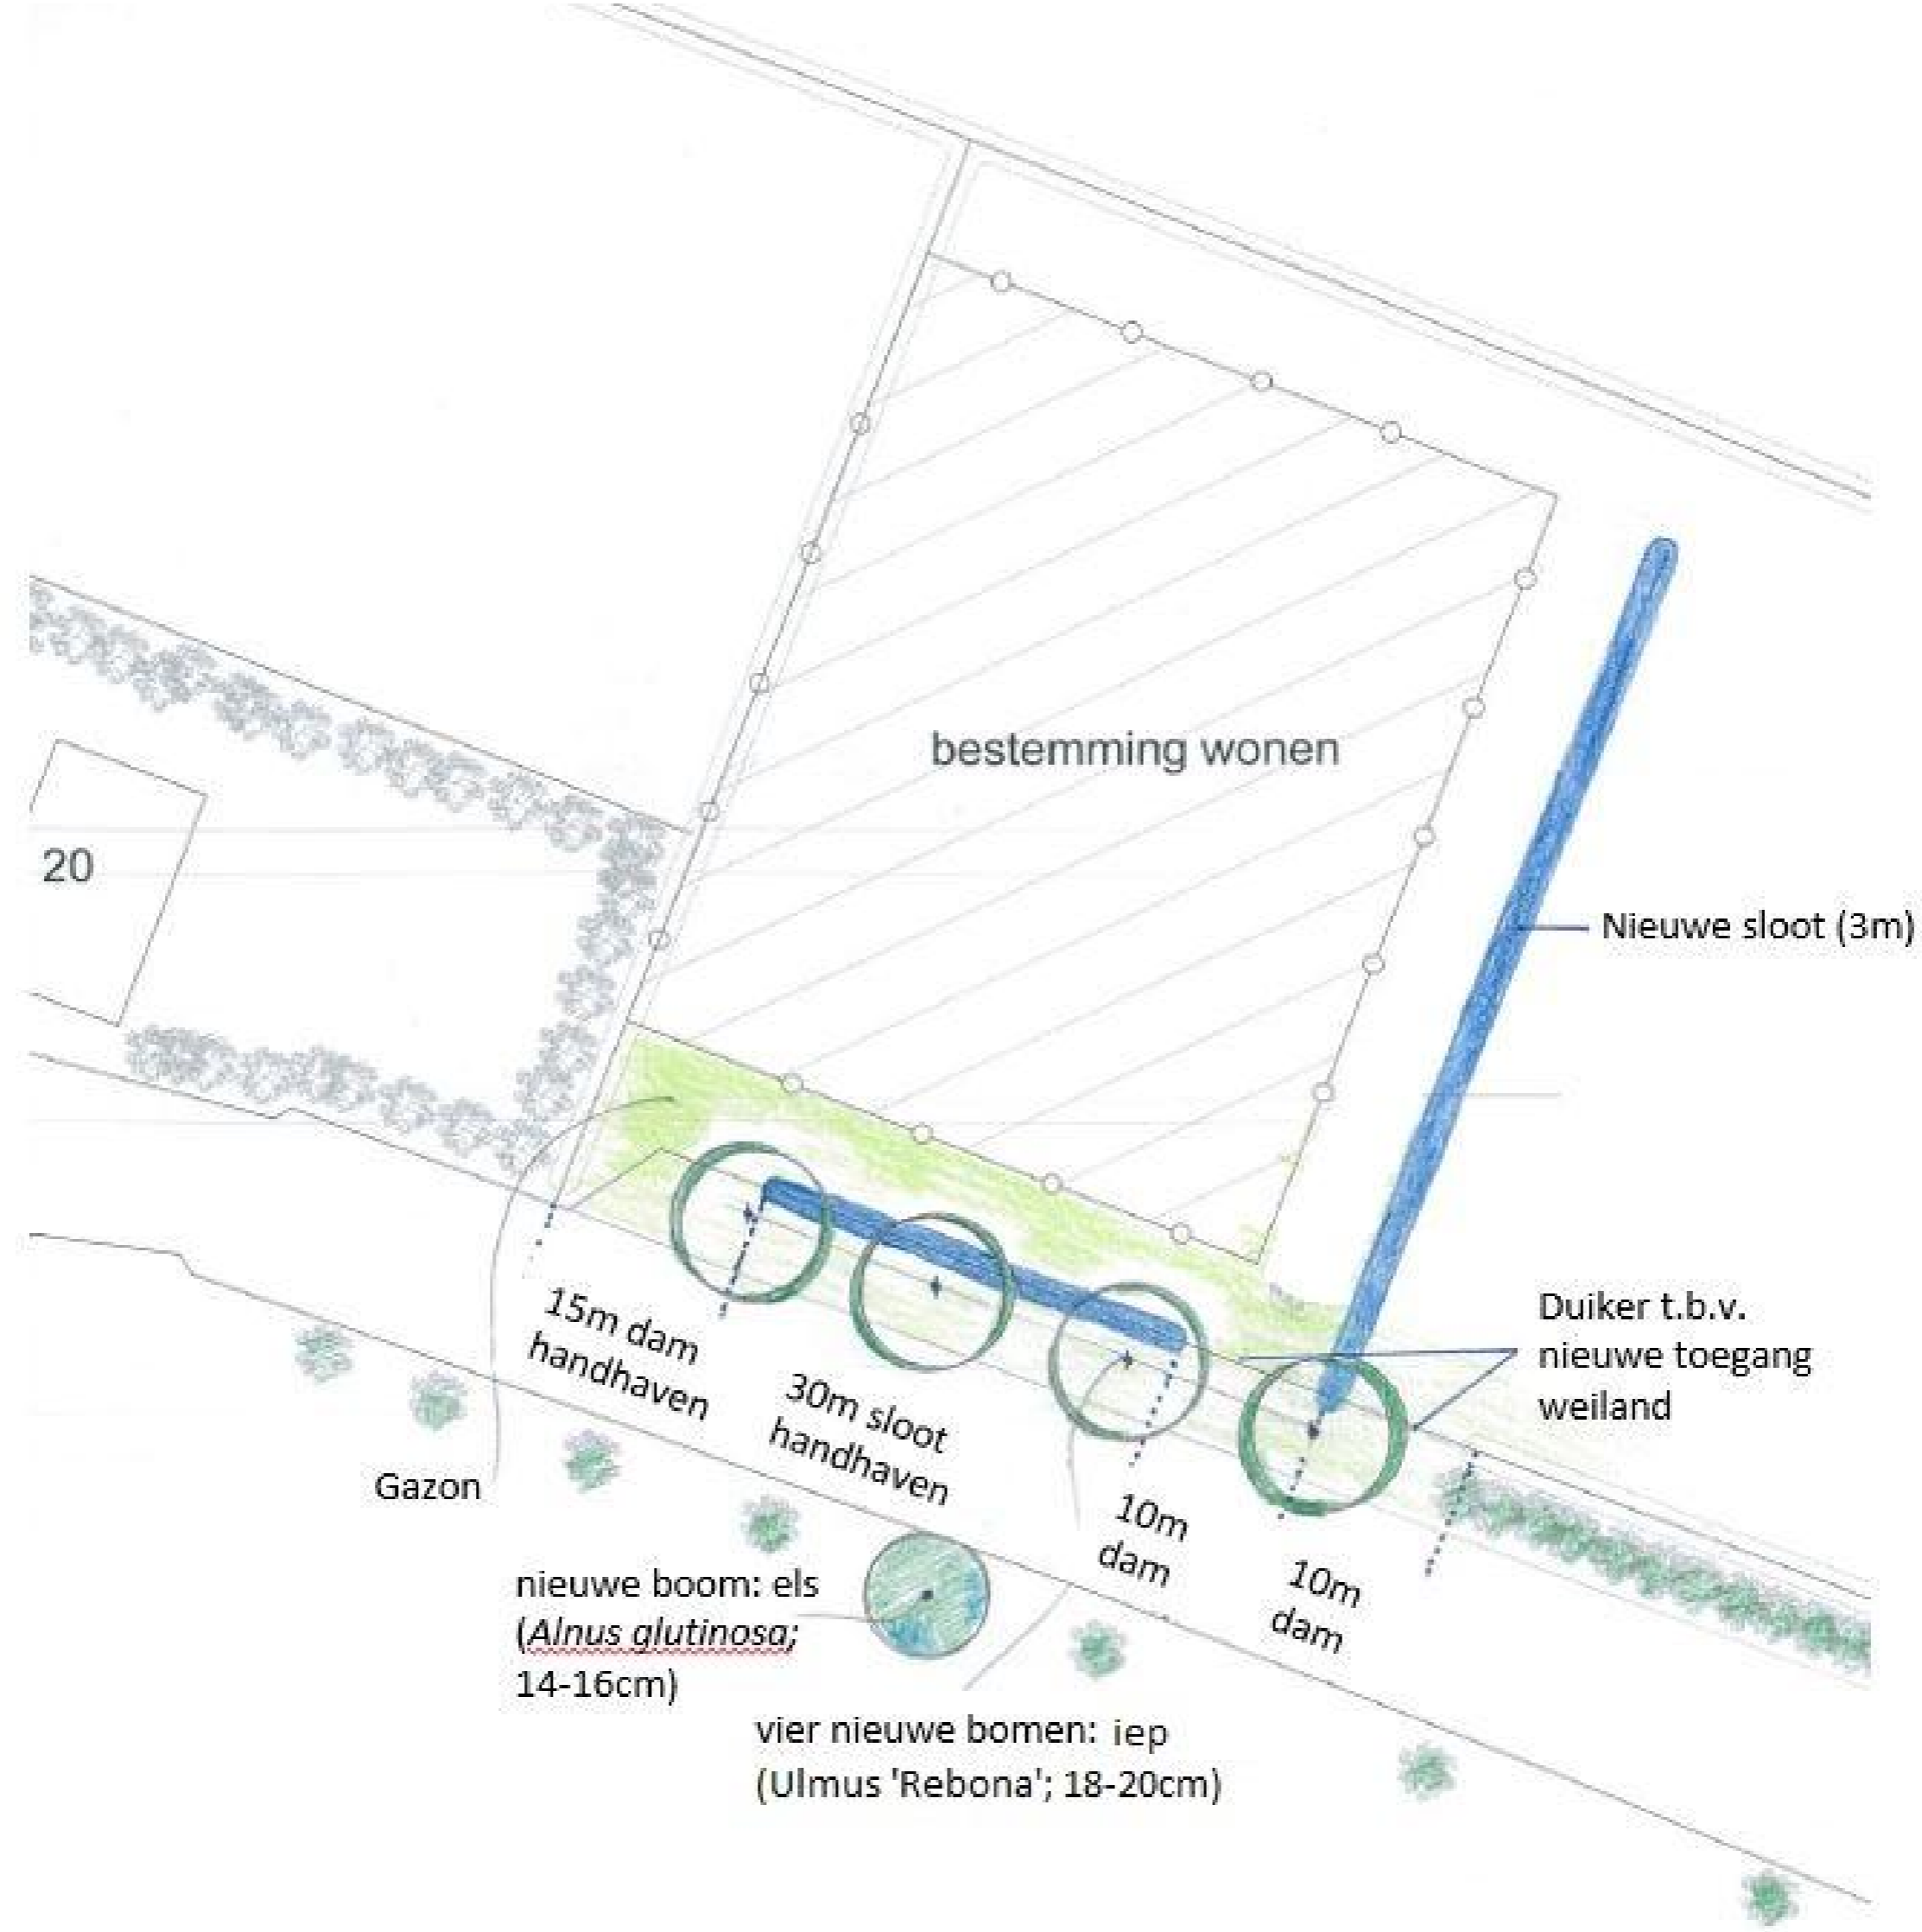 bestemming wonen
20
Nieuwe sloot (3m)
Duiker t.b.v.
nieuwe toegang
weiland
15m dam
handhaven
30m sloot
handhaven
10m
dam
10m
dam
Gazon
nieuwe boom: els
(Alnus glutinosa;
14-16cm)
vier nieuwe bomen: iep
(Ulmus 'Rebona'; 18-20cm)